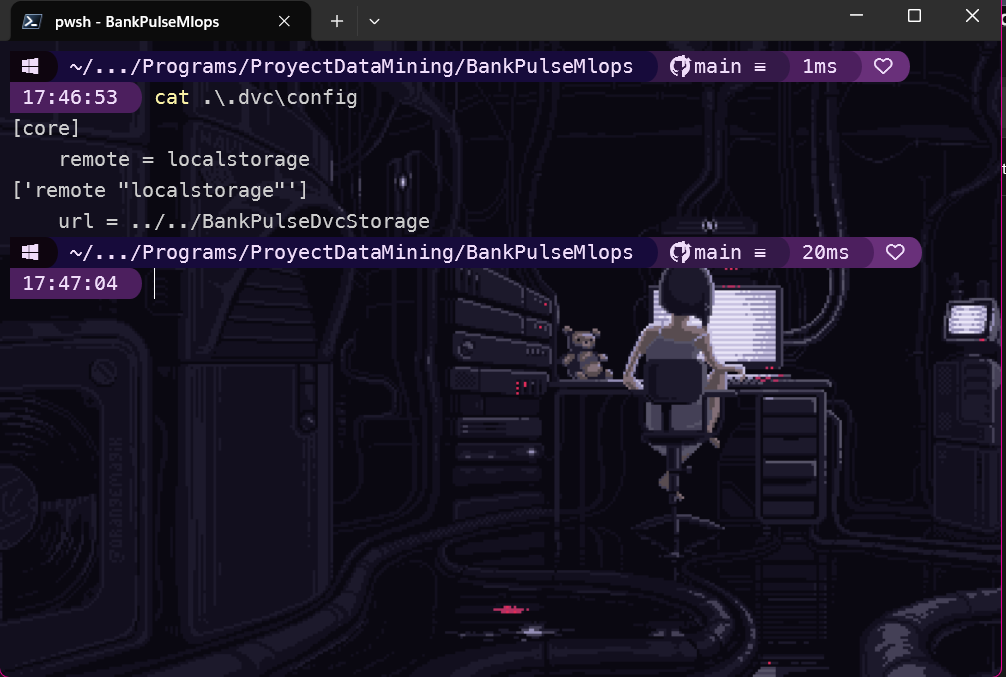 pwsh - BankPulseMlops
~/.../Programs/ProyectDataMining/BankPulseMlops main ≡ 1ms
17:46:53 cat .\.dvc\config
[core]
    remote = localstorage
['remote "localstorage"']
    url = ../../BankPulseDvcStorage
~/.../Programs/ProyectDataMining/BankPulseMlops main ≡ 20ms
17:47:04